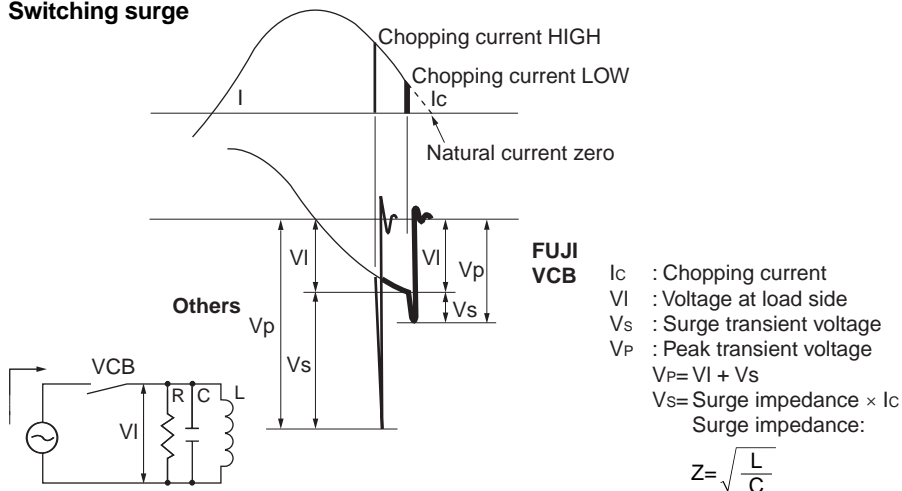 Switching surge
Chopping current HIGH
Chopping current LOW
I
Ic
Natural current zero
Vl
Vl
Vp
FUJI
VCB
Others
Vp
Vs
Vs
VCB
R C L
Vl
Ic : Chopping current
Vl : Voltage at load side
Vs : Surge transient voltage
VP : Peak transient voltage
VP= Vl + Vs
Vs= Surge impedance × Ic
Surge impedance:
Z=√L/C